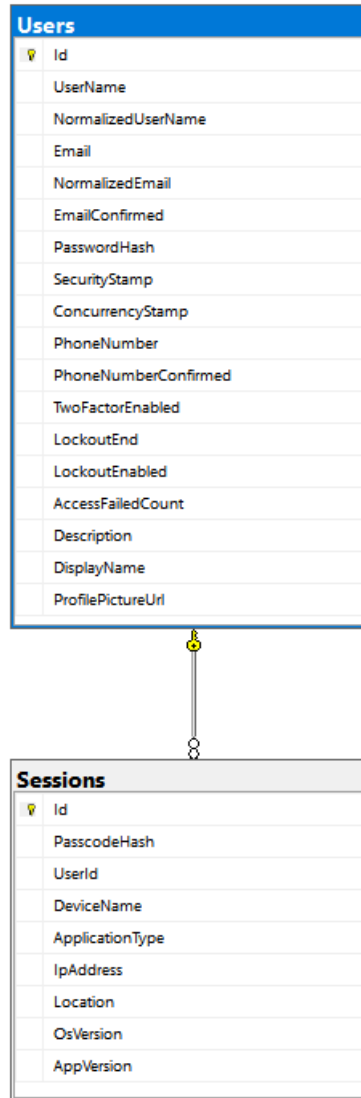 Users
Id
UserName
NormalizedUserName
Email
NormalizedEmail
EmailConfirmed
PasswordHash
SecurityStamp
ConcurrencyStamp
PhoneNumber
PhoneNumberConfirmed
TwoFactorEnabled
LockoutEnd
LockoutEnabled
AccessFailedCount
Description
DisplayName
ProfilePictureUrl
Sessions
Id
PasscodeHash
UserId
DeviceName
ApplicationType
IpAddress
Location
OsVersion
AppVersion